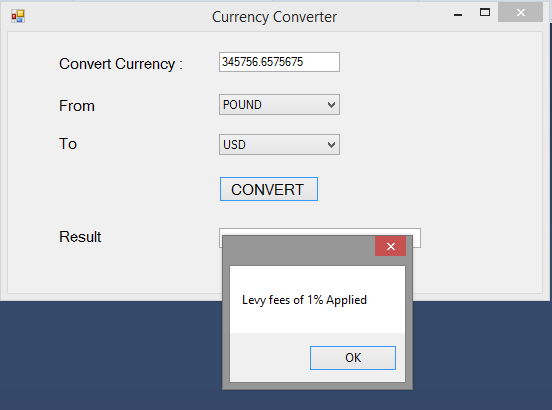 Currency Converter
Convert Currency : 345756.6575675
From POUND
To USD
CONVERT
Result
Levy fees of 1% Applied
OK